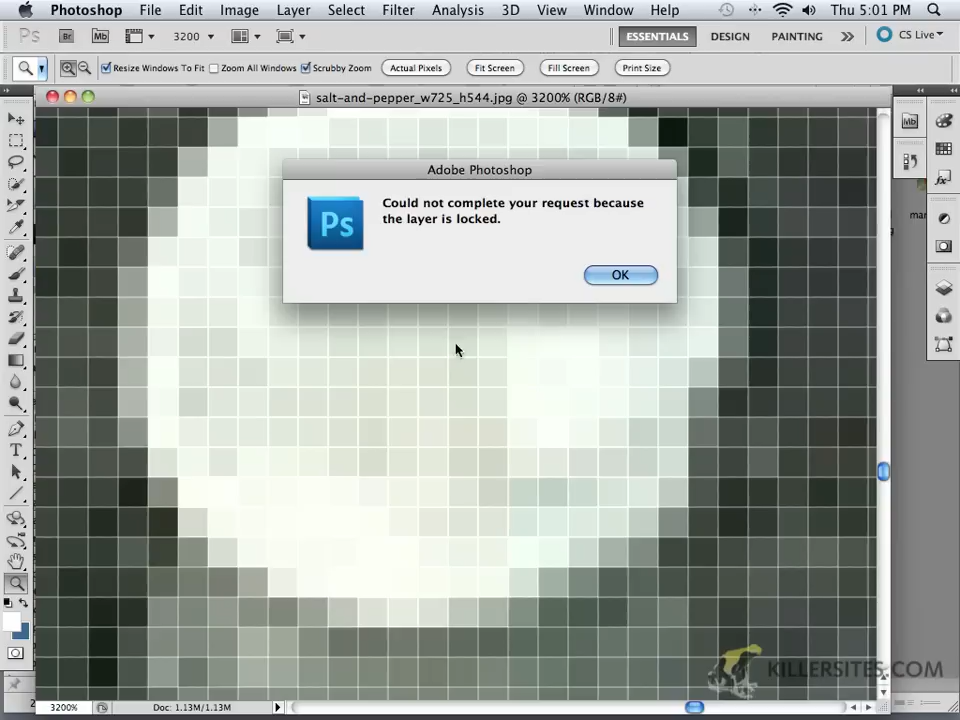 Photoshop File Edit Image Layer Select Filter Analysis 3D View Window Help Thu 5:01 PM
Ps Br Mb 3200 ESSENTIALS DESIGN PAINTING CS Live
Resize Windows To Fit Zoom All Windows Scrubby Zoom Actual Pixels Fit Screen Fill Screen Print Size
salt-and-pepper_w725_h544.jpg @ 3200% (RGB/8#)
Mb
Adobe Photoshop
Ps
Could not complete your request because
the layer is locked.
OK
KILLERSITES.COM
3200% Doc: 1.13M/1.13M